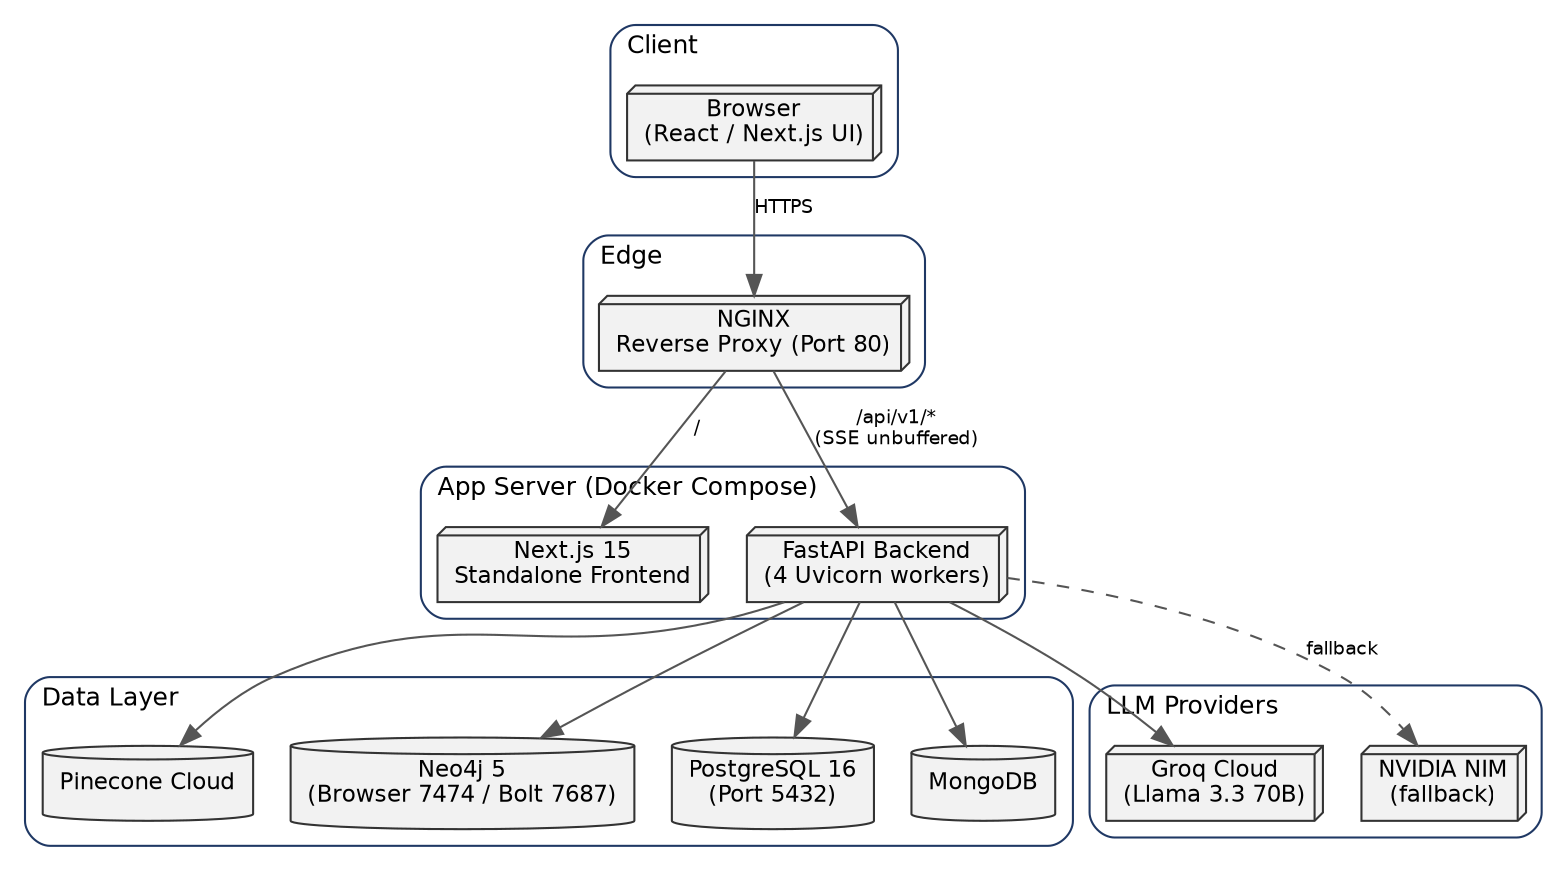 Client
Browser
(React / Next.js UI)
HTTPS
Edge
NGINX
Reverse Proxy (Port 80)
/
/api/v1/*
(SSE unbuffered)
App Server (Docker Compose)
Next.js 15
Standalone Frontend
FastAPI Backend
(4 Uvicorn workers)
fallback
Data Layer
Pinecone Cloud
Neo4j 5
(Browser 7474 / Bolt 7687)
PostgreSQL 16
(Port 5432)
MongoDB
LLM Providers
Groq Cloud
(Llama 3.3 70B)
NVIDIA NIM
(fallback)